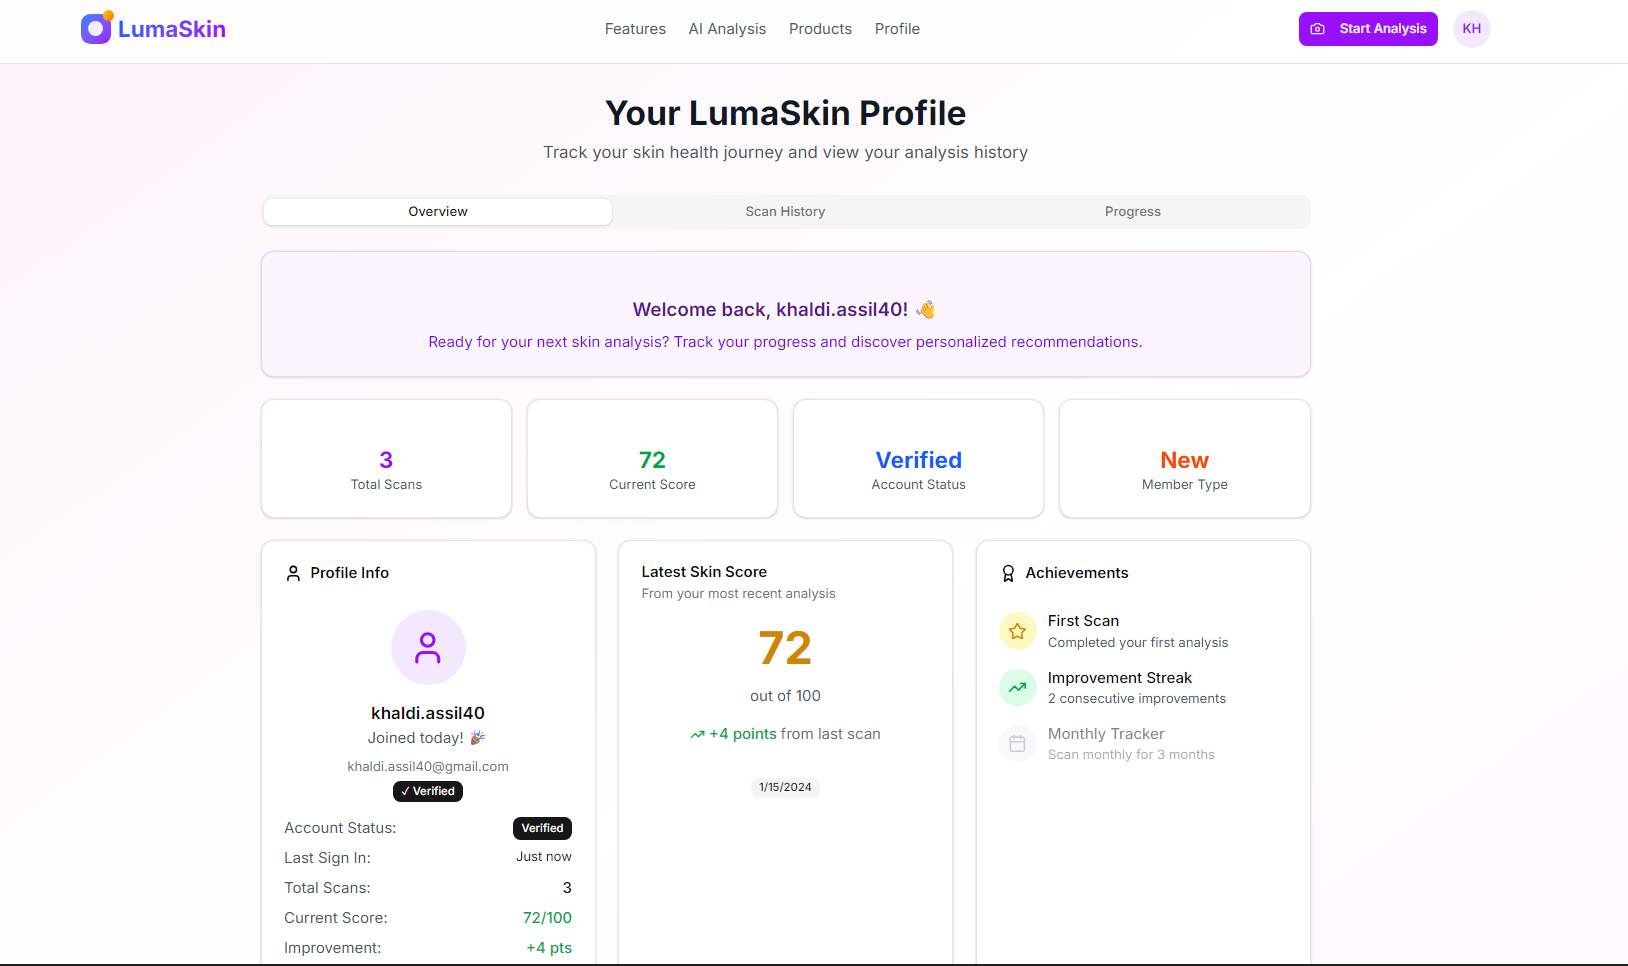 LumaSkin
Features
AI Analysis
Products
Profile
Start Analysis
KH
Your LumaSkin Profile
Track your skin health journey and view your analysis history
Overview
Scan History
Progress
Welcome back, khaldi.assil40! 👋
Ready for your next skin analysis? Track your progress and discover personalized recommendations.
3
Total Scans
72
Current Score
Verified
Account Status
New
Member Type
Profile Info
khaldi.assil40
Joined today! 🎉
khaldi.assil40@gmail.com
✓ Verified
Account Status: Verified
Last Sign In: Just now
Total Scans: 3
Current Score: 72/100
Improvement: +4 pts
Latest Skin Score
From your most recent analysis
72
out of 100
+4 points from last scan
1/15/2024
Achievements
First Scan
Completed your first analysis
Improvement Streak
2 consecutive improvements
Monthly Tracker
Scan monthly for 3 months